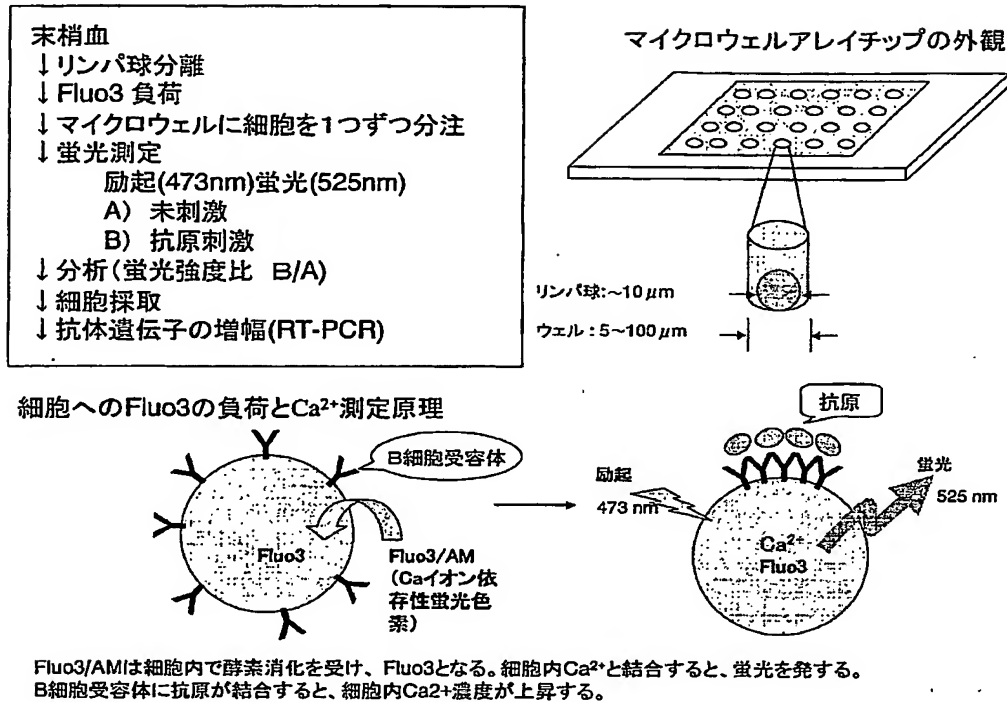 末梢血
↓リンパ球分離
↓Fluo3 負荷
↓マイクロウェルに細胞を1つずつ分注
↓蛍光測定
励起(473nm)蛍光(525nm)
A) 未刺激
B) 抗原刺激
↓分析(蛍光強度比 B/A)
↓細胞採取
↓抗体遺伝子の増幅(RT-PCR)
マイクロウェルアレイチップの外観
リンパ球:~10μm
ウェル：5~100μm
細胞へのFluo3の負荷とCa²⁺測定原理
B細胞受容体
Fluo3
Fluo3/AM
(Caイオン依
存性蛍光色
素)
抗原
励起
473 nm
蛍光
525 nm
Ca²⁺
Fluo3
Fluo3/AMは細胞内で酵素消化を受け、Fluo3となる。細胞内Ca²⁺と結合すると、蛍光を発する。
B細胞受容体に抗原が結合すると、細胞内Ca2+濃度が上昇する。